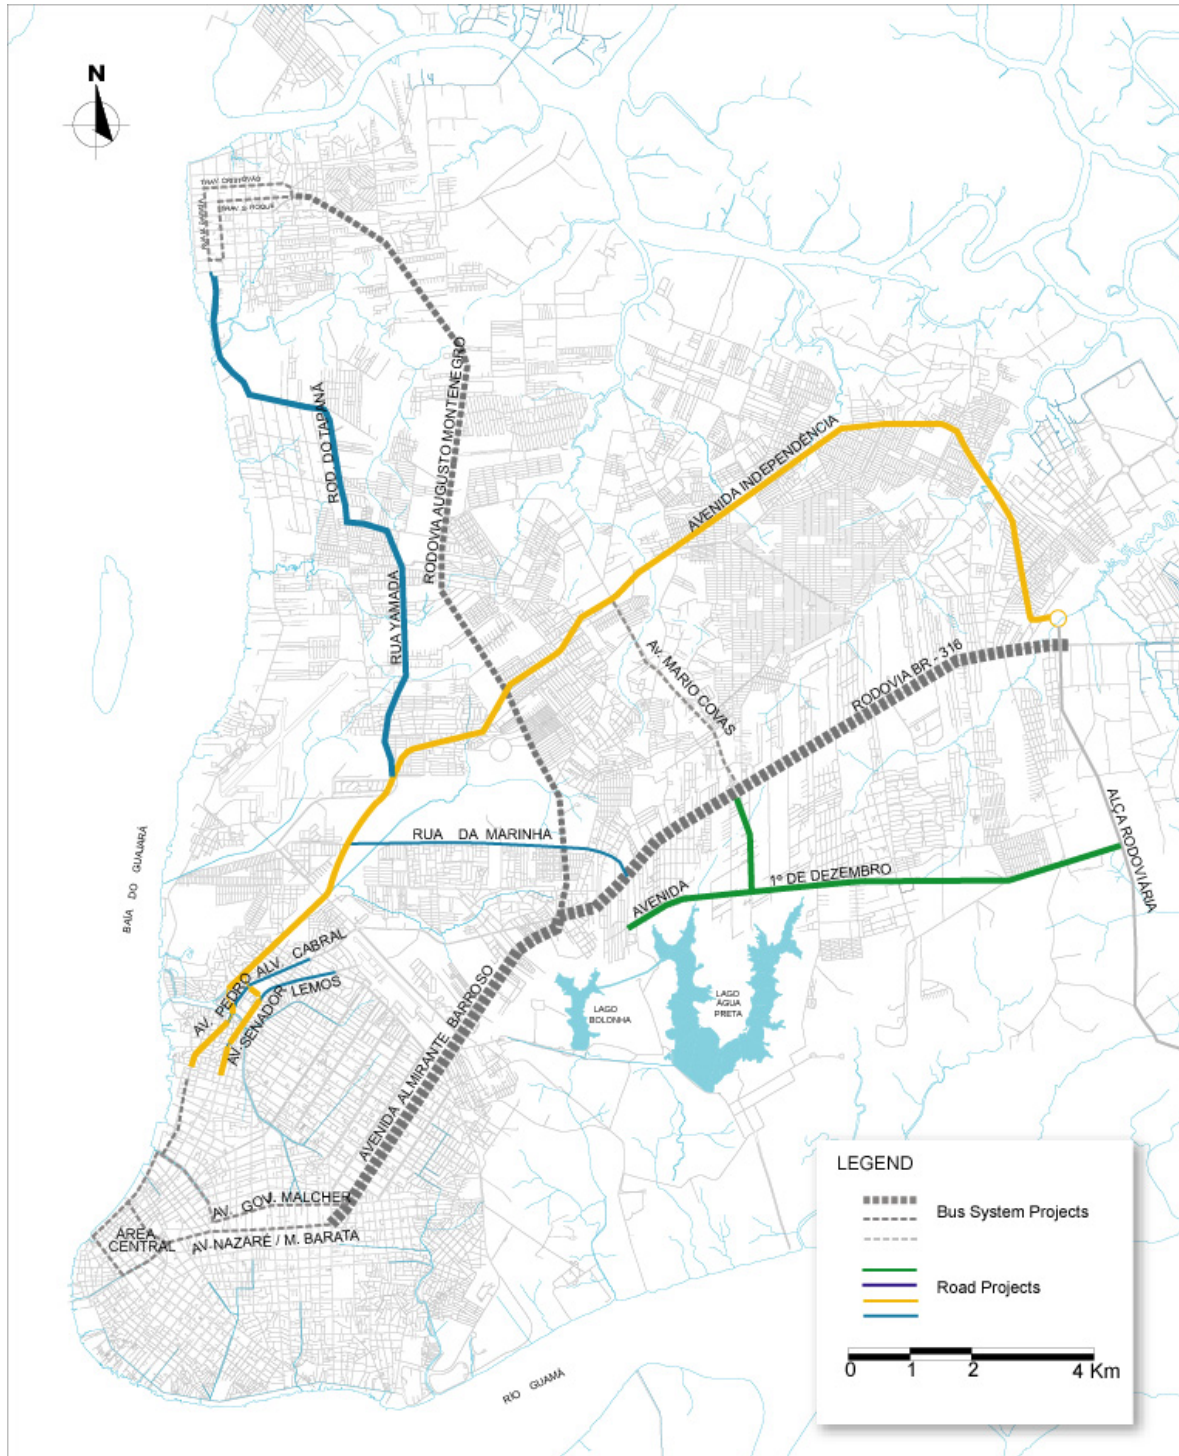 N
TRAV. CRISTÓVÃO
TRAV. S. ROQUE
RODOVIA AUGUSTO MONTENEGRO
ROD. DO TAPANÃ
AVENIDA INDEPENDÊNCIA
RUA YAMADA
AV. MARIO COVAS
RODOVIA BR - 316
ALÇA RODOVIÁRIA
RUA DA MARINHA
BAÍA DO GUAJARÁ
AVENIDA 1º DE DEZEMBRO
AV. PEDRO ALV. CABRAL
AV. SENADOR LEMOS
AVENIDA ALMIRANTE BARROSO
LAGO
BOLONHA
LAGO
ÁGUA
PRETA
AV. GOV. MALCHER
ÁREA
CENTRAL
AV. NAZARÉ / M. BARATA
RÍO GUAMÁ
LEGEND
Bus System Projects
Road Projects
0 1 2 4 Km